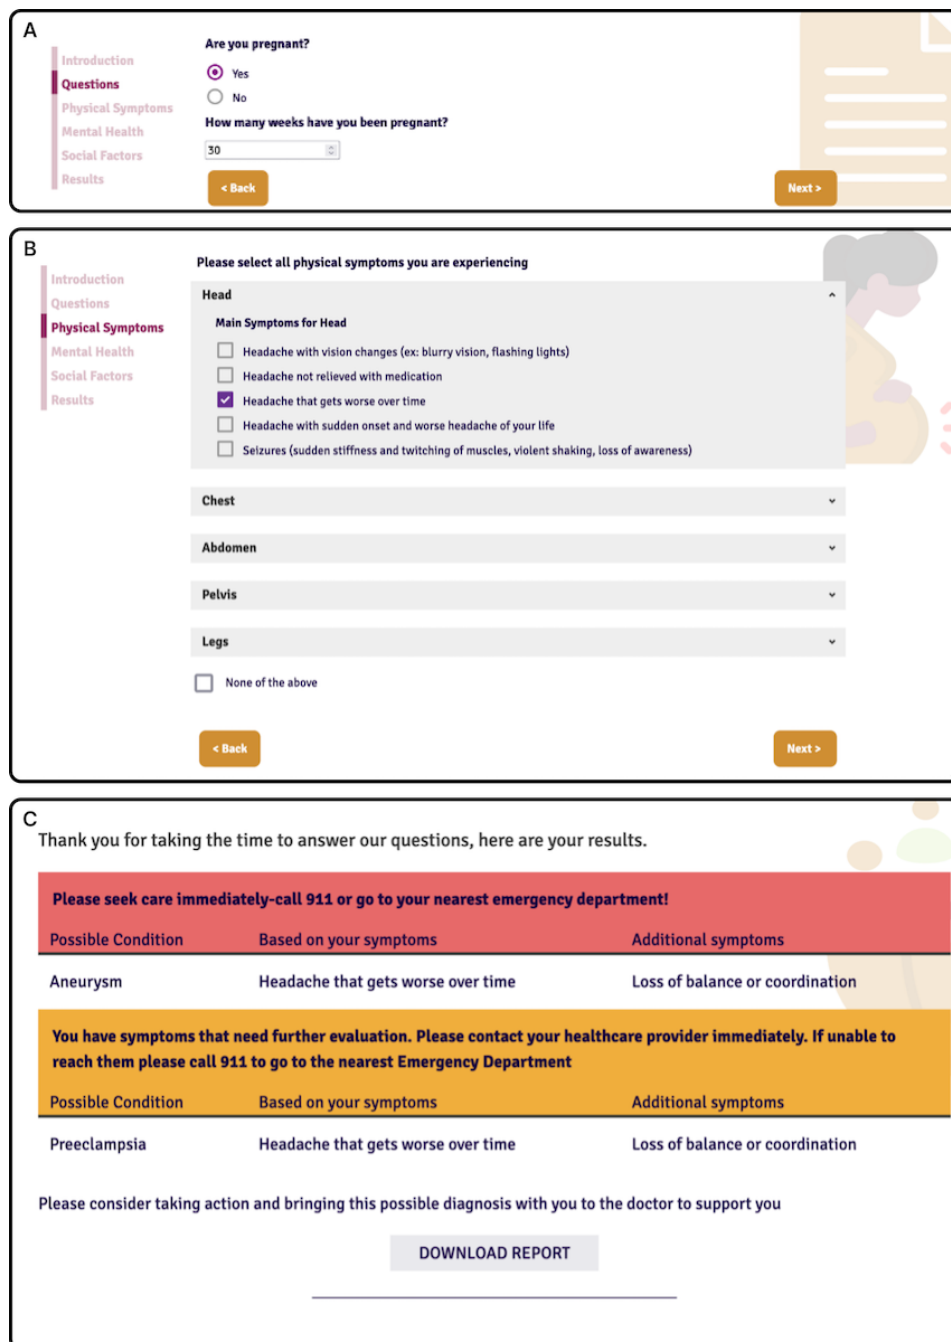 A
Introduction
Questions
Physical Symptoms
Mental Health
Social Factors
Results
Are you pregnant?
Yes
No
How many weeks have you been pregnant?
30
< Back
Next >
B
Introduction
Questions
Physical Symptoms
Mental Health
Social Factors
Results
Please select all physical symptoms you are experiencing
Head
Main Symptoms for Head
Headache with vision changes (ex: blurry vision, flashing lights)
Headache not relieved with medication
Headache that gets worse over time
Headache with sudden onset and worse headache of your life
Seizures (sudden stiffness and twitching of muscles, violent shaking, loss of awareness)
Chest
Abdomen
Pelvis
Legs
None of the above
< Back
Next >
C
Thank you for taking the time to answer our questions, here are your results.
Please seek care immediately-call 911 or go to your nearest emergency department!
Possible Condition Based on your symptoms Additional symptoms
Aneurysm Headache that gets worse over time Loss of balance or coordination
You have symptoms that need further evaluation. Please contact your healthcare provider immediately. If unable to
reach them please call 911 to go to the nearest Emergency Department
Possible Condition Based on your symptoms Additional symptoms
Preeclampsia Headache that gets worse over time Loss of balance or coordination
Please consider taking action and bringing this possible diagnosis with you to the doctor to support you
DOWNLOAD REPORT